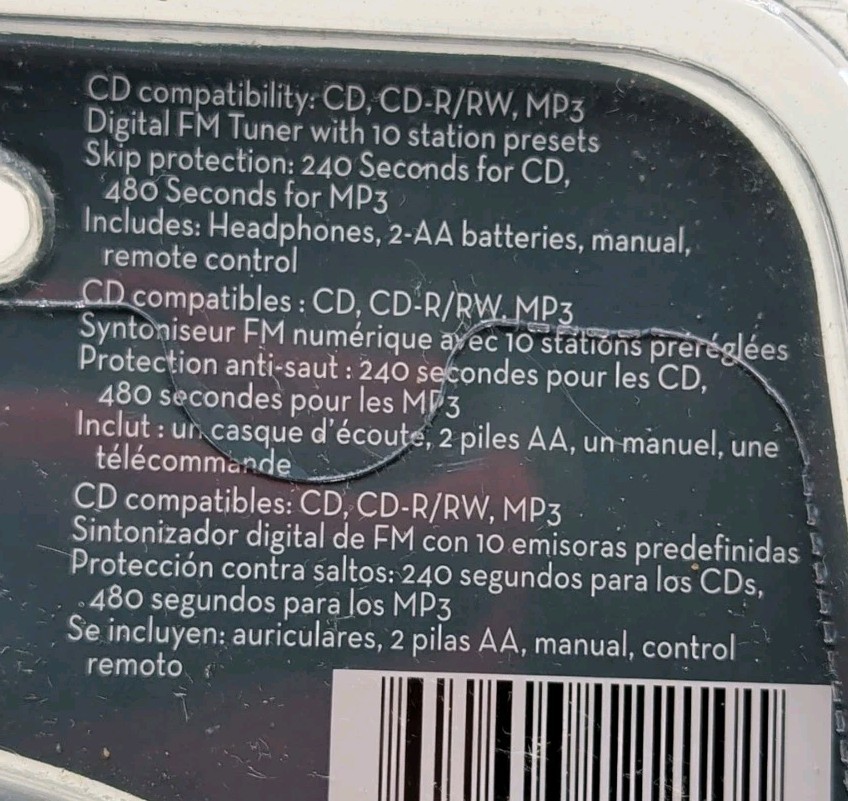 CD compatibility: CD, CD-R/RW, MP3
Digital FM Tuner with 10 station presets
Skip protection: 240 Seconds for CD,
480 Seconds for MP3
Includes: Headphones, 2-AA batteries, manual,
remote control
CD compatibles : CD, CD-R/RW, MP3
Syntoniseur FM numérique avec 10 stations préréglées
Protection anti-saut : 240 secondes pour les CD,
480 secondes pour les MP3
Inclut : un casque d'écoute, 2 piles AA, un manuel, une
télécommande
CD compatibles: CD, CD-R/RW, MP3
Sintonizador digital de FM con 10 emisoras predefinidas
Protección contra saltos: 240 segundos para los CDs,
480 segundos para los MP3
Se incluyen: auriculares, 2 pilas AA, manual, control
remoto